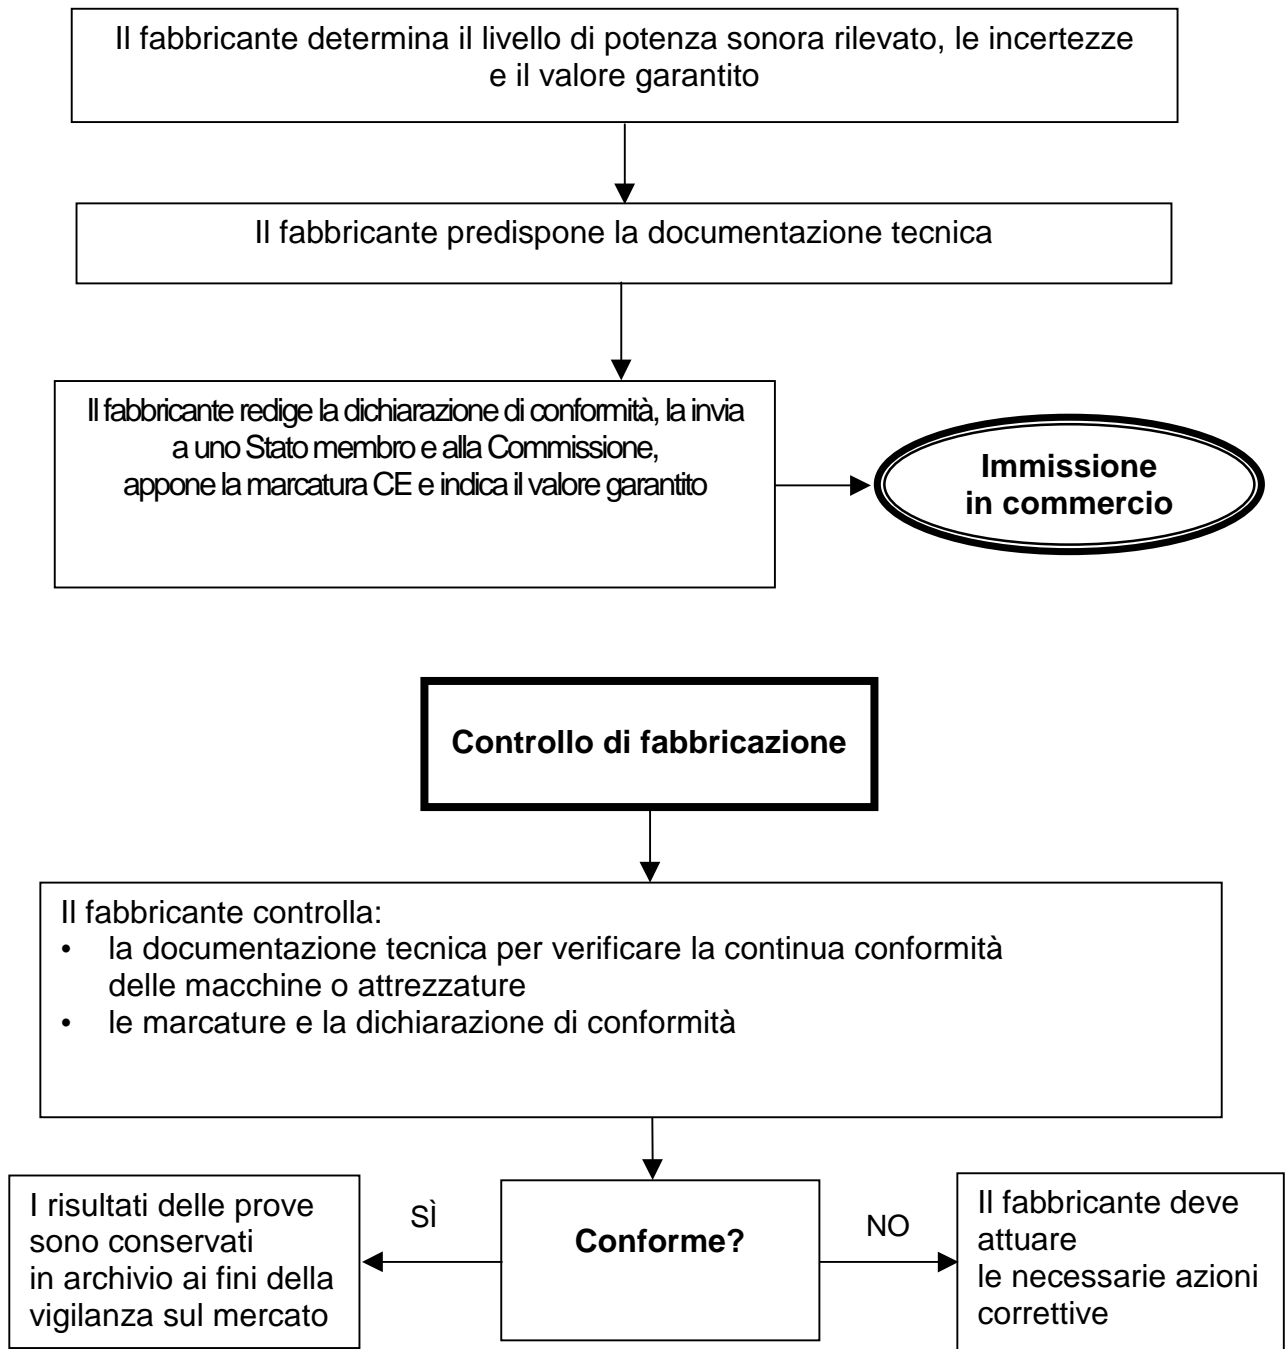 Il fabbricante determina il livello di potenza sonora rilevato, le incertezze
e il valore garantito
Il fabbricante predispone la documentazione tecnica
Il fabbricante redige la dichiarazione di conformità, la invia
a uno Stato membro e alla Commissione,
appone la marcatura CE e indica il valore garantito
Immissione
in commercio
Controllo di fabbricazione
Il fabbricante controlla:
• la documentazione tecnica per verificare la continua conformità
delle macchine o attrezzature
• le marcature e la dichiarazione di conformità
I risultati delle prove
sono conservati
in archivio ai fini della
vigilanza sul mercato
SÌ
Conforme?
NO
Il fabbricante deve
attuare
le necessarie azioni
correttive